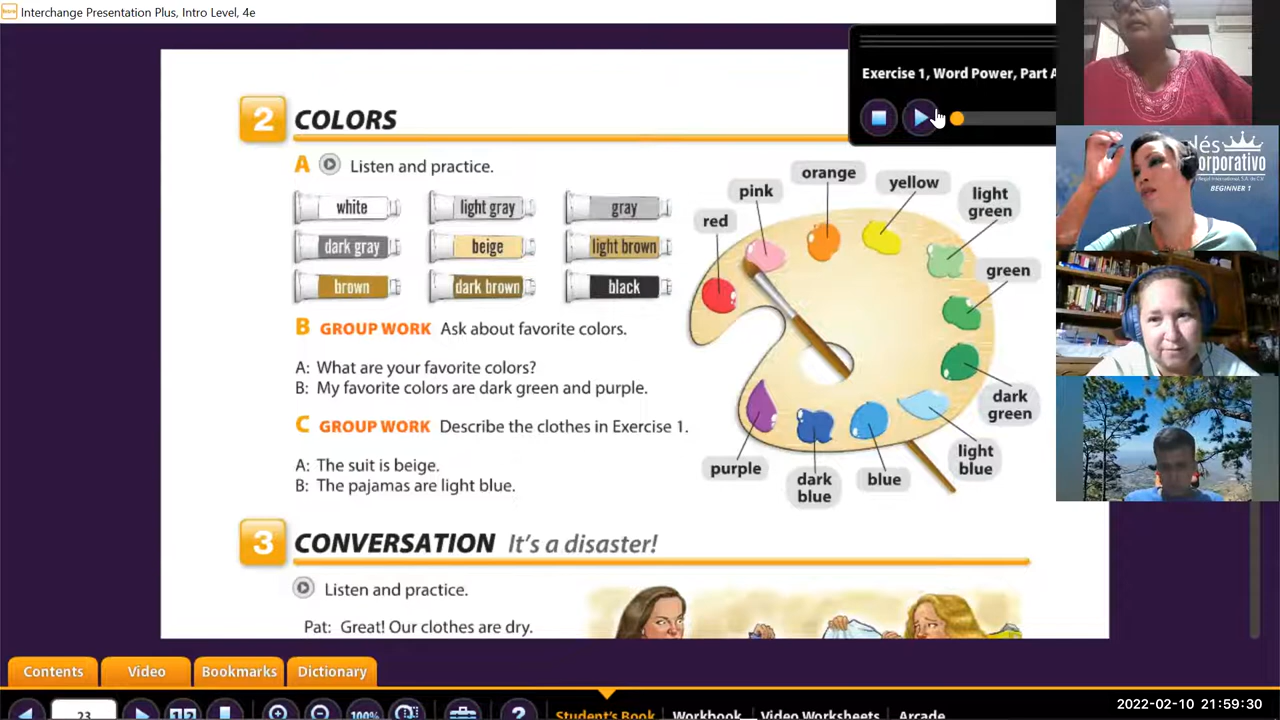 Interchange Presentation Plus, Intro Level, 4e
Exercise 1, Word Power, Part A
2 COLORS
A Listen and practice.
white light gray gray
dark gray beige light brown
brown dark brown black
B GROUP WORK Ask about favorite colors.
A: What are your favorite colors?
B: My favorite colors are dark green and purple.
C GROUP WORK Describe the clothes in Exercise 1.
A: The suit is beige.
B: The pajamas are light blue.
red
pink
orange
yellow
light
green
green
dark
green
light
blue
blue
dark
blue
purple
3 CONVERSATION It's a disaster!
Listen and practice.
Pat: Great! Our clothes are dry.
lés
orporativo
BEGINNER 1
Contents Video Bookmarks Dictionary
23
100%
?
Student's Book Workbook Video Worksheets Arcade
2022-02-10 21:59:30